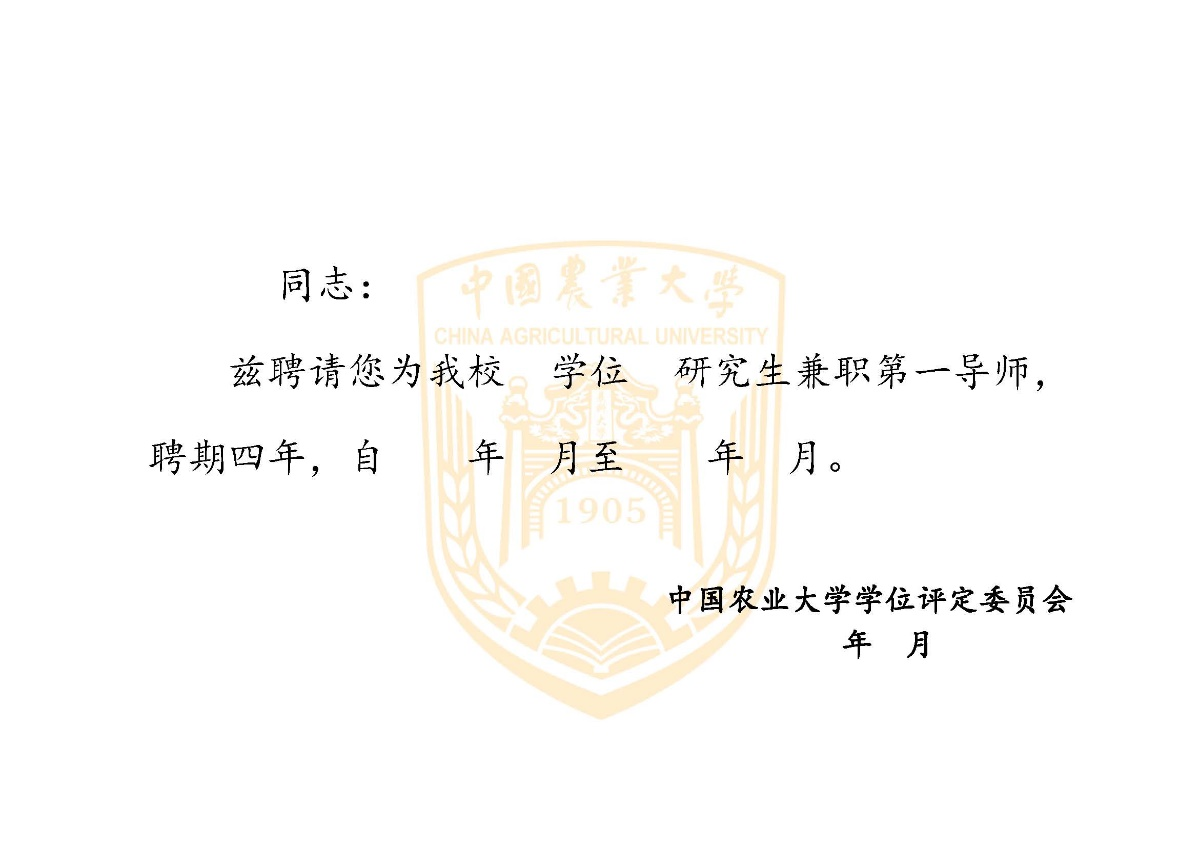 中國農業大學
CHINA AGRICULTURAL UNIVERSITY
同志：
兹聘请您为我校 学位 研究生兼职第一导师，
聘期四年，自 年 月至 年 月。
1905
中国农业大学学位评定委员会
年 月